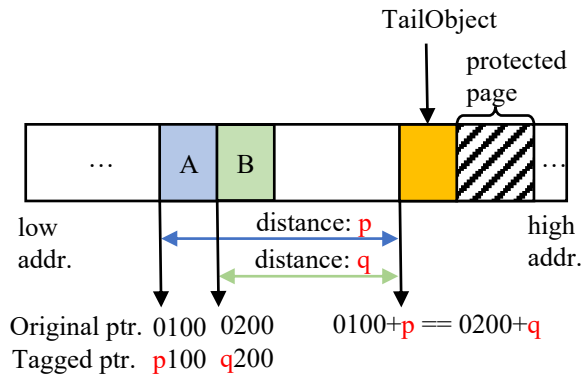 TailObject
protected
page
...
A
B
...
low
addr.
distance: p
distance: q
high
addr.
Original ptr. 0100 0200
0100+p == 0200+q
Tagged ptr. p100 q200